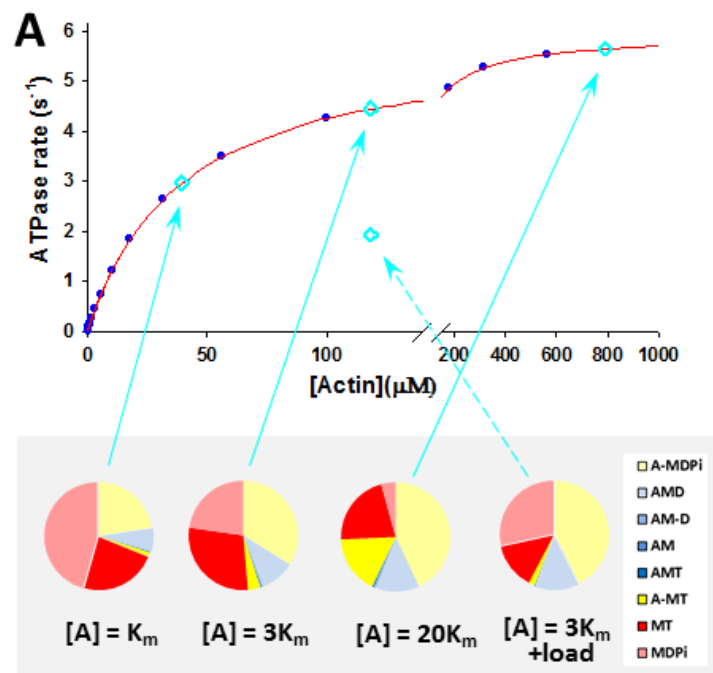 A
6
5
4
3
2
1
0
ATPase rate (s-1)
0 50 100 200 400 600 800 1000
[Actin](μM)
A-MDPi
AMD
AM-D
AM
AMT
A-MT
MT
MDPi
[A] = Km
[A] = 3Km
[A] = 20Km
[A] = 3Km
+load